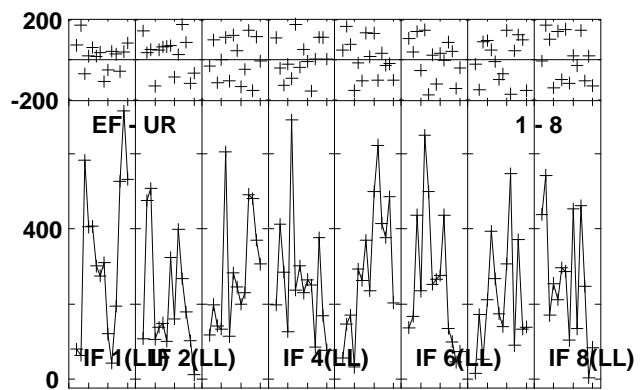 200
-200
EF - UR 1 - 8
400
0
IF 1(LL) IF 2(LL) IF 4(LL) IF 6(LL) IF 8(LL)